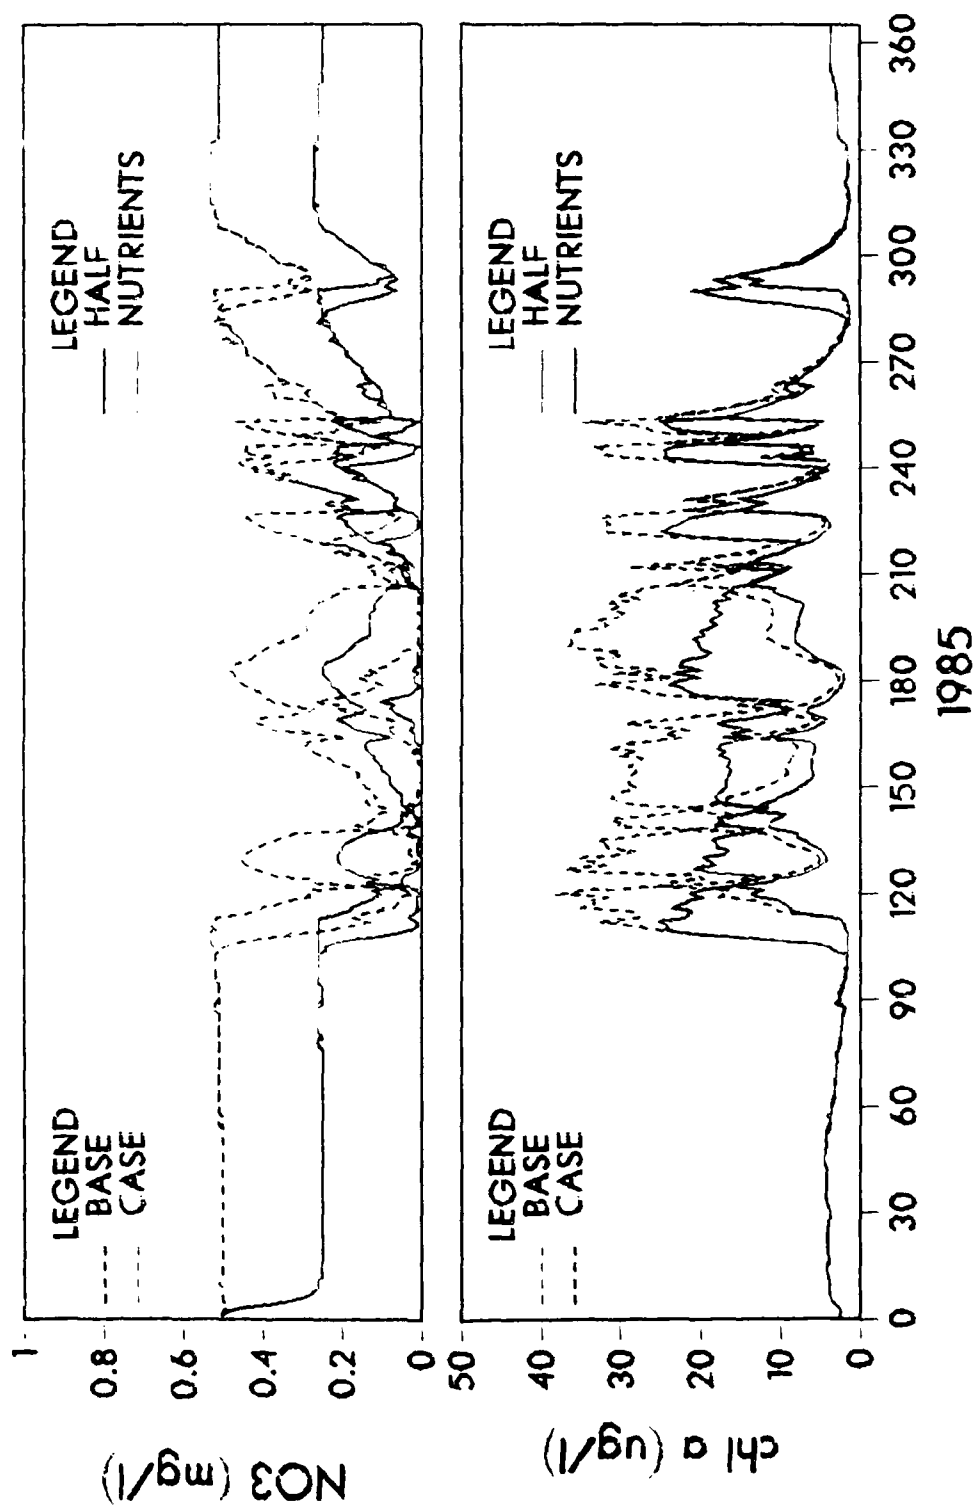 NO3 (mg/l)
1
0.8
0.6
0.4
0.2
0
LEGEND
BASE
CASE
LEGEND
HALF
NUTRIENTS
chl a (ug/l)
50
40
30
20
10
0
LEGEND
BASE
CASE
LEGEND
HALF
NUTRIENTS
0 30 60 90 120 150 180 210 240 270 300 330 360
1985